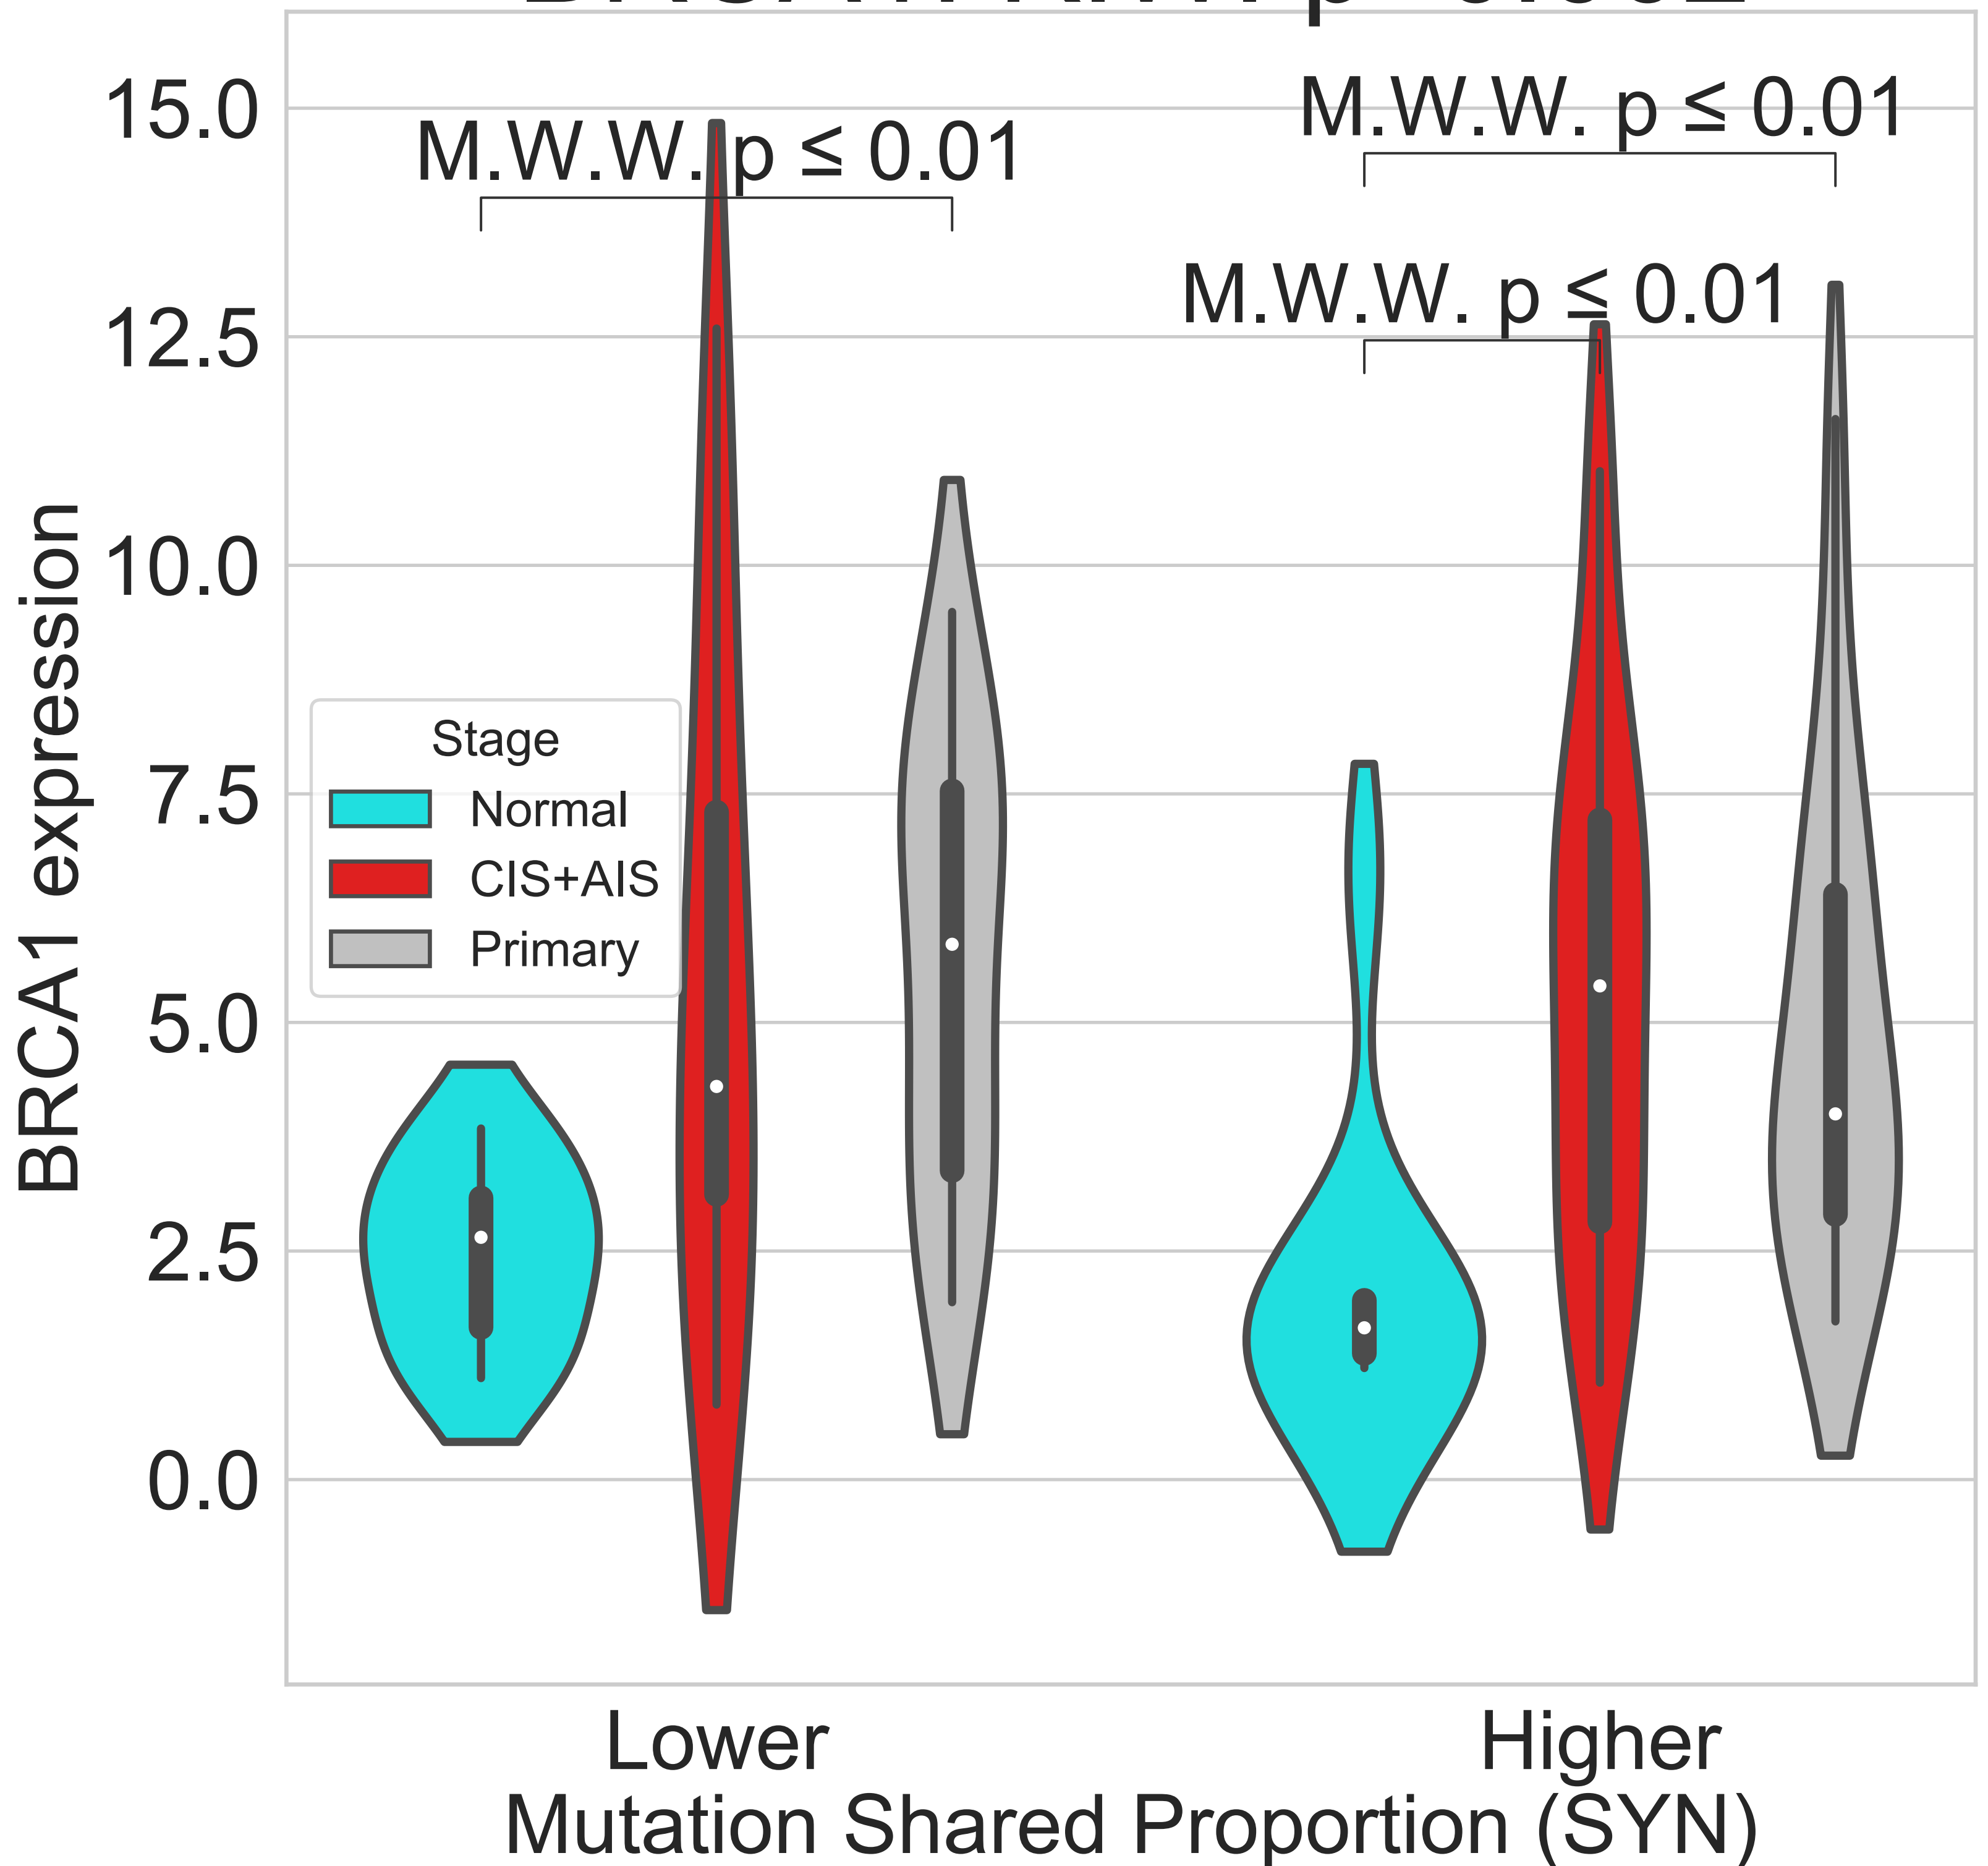 M.W.W. p ≤ 0.01
M.W.W. p ≤ 0.01
M.W.W. p ≤ 0.01
15.0
12.5
10.0
7.5
5.0
2.5
0.0
BRCA1 expression
Stage
Normal
CIS+AIS
Primary
Lower
Higher
Mutation Shared Proportion (SYN)